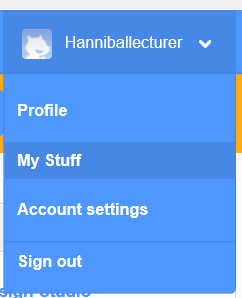 Hanniballecturer
Profile
My Stuff
Account settings
Sign out